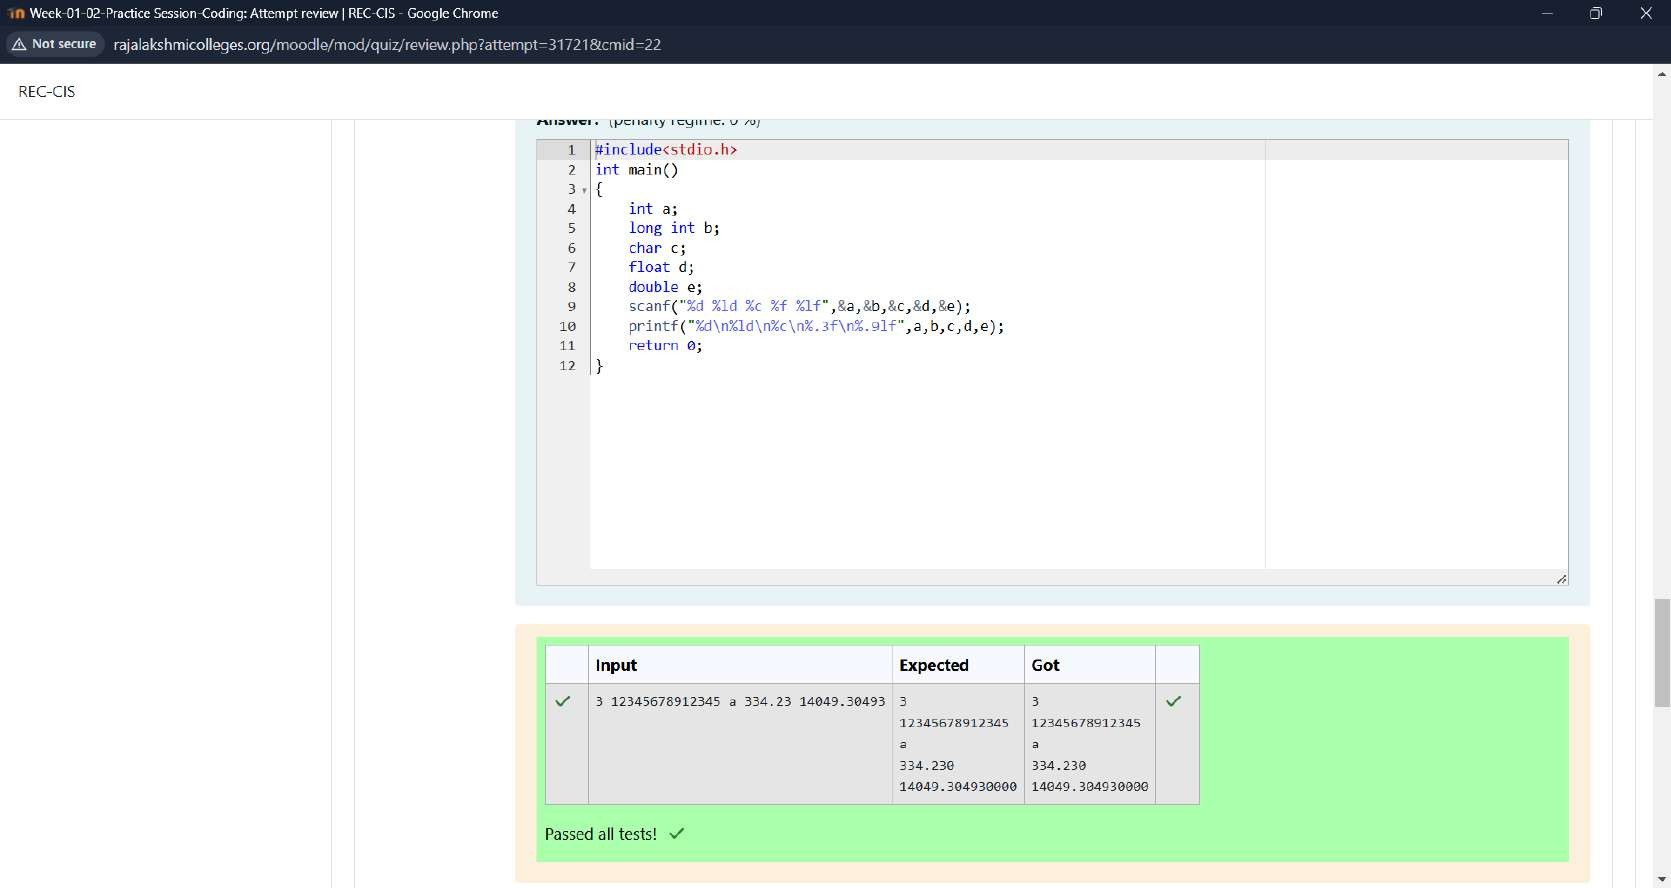 Week-01-02-Practice Session-Coding: Attempt review | REC-CIS - Google Chrome
Not secure rajalakshmicolleges.org/moodle/mod/quiz/review.php?attempt=31721&cmid=22
REC-CIS
Answer: (penalty regime: 0 %)
1 #include<stdio.h>
2 int main()
3 {
4 int a;
5 long int b;
6 char c;
7 float d;
8 double e;
9 scanf("%d %ld %c %f %lf",&a,&b,&c,&d,&e);
10 printf("%d\n%ld\n%c\n%.3f\n%.9lf",a,b,c,d,e);
11 return 0;
12 }
Input Expected Got
3 12345678912345 a 334.23 14049.30493 3 3
12345678912345 12345678912345
a a
334.230 334.230
14049.304930000 14049.304930000
Passed all tests!